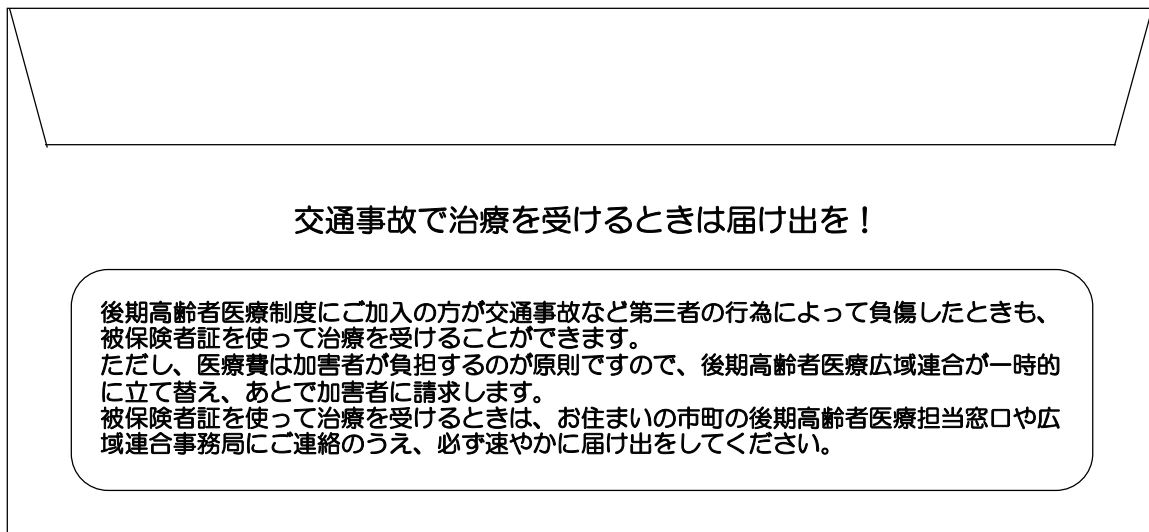 交通事故で治療を受けるときは届け出を！
後期高齢者医療制度にご加入の方が交通事故など第三者の行為によって負傷したときも、
被保険者証を使って治療を受けることができます。
ただし、医療費は加害者が負担するのが原則ですので、後期高齢者医療広域連合が一時的
に立て替え、あとで加害者に請求します。
被保険者証を使って治療を受けるときは、お住まいの市町の後期高齢者医療担当窓口や広
域連合事務局にご連絡のうえ、必ず速やかに届け出をしてください。